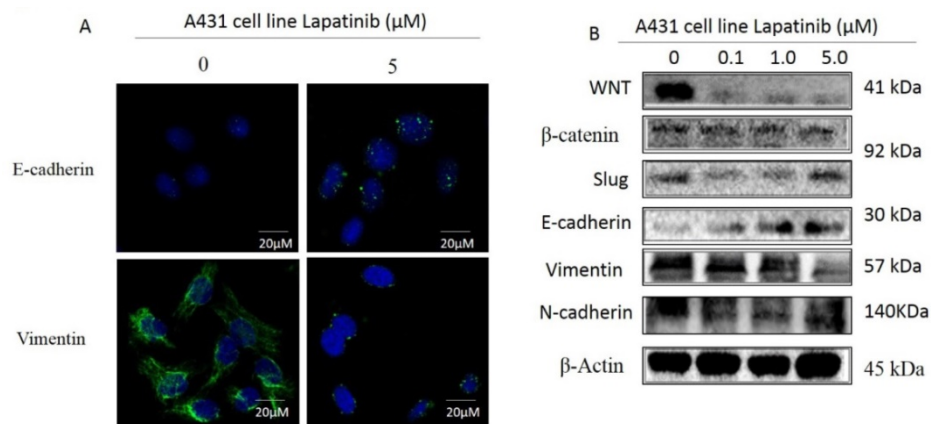 A
A431 cell line Lapatinib (μM)
0 5
E-cadherin
20μM 20μM
Vimentin
20μM 20μM
B
A431 cell line Lapatinib (μM)
0 0.1 1.0 5.0
WNT 41 kDa
β-catenin
92 kDa
Slug
30 kDa
E-cadherin
Vimentin 57 kDa
N-cadherin 140KDa
β-Actin 45 kDa